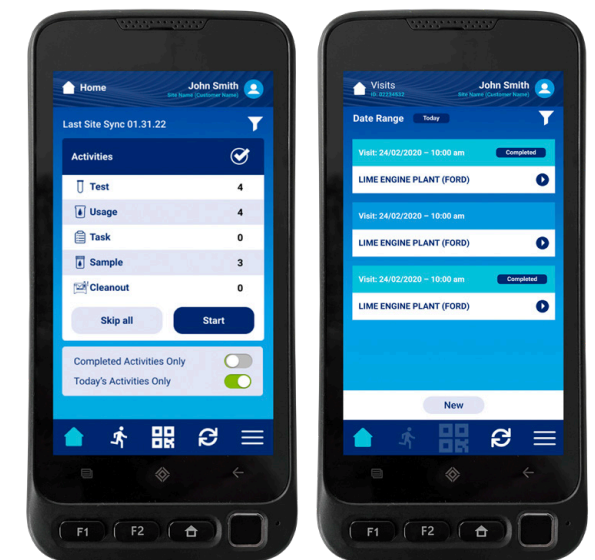 Home
John Smith
Site Name (Customer Name)
Last Site Sync 01.31.22
Activities
Test 4
Usage 4
Task 0
Sample 3
Cleanout 0
Skip all
Start
Completed Activities Only
Today's Activities Only
F1
F2
Visits
John Smith
Site Name (Customer Name)
Date Range Today
Visit: 24/02/2020 – 10:00 am Completed
LIME ENGINE PLANT (FORD)
Visit: 24/02/2020 – 10:00 am
LIME ENGINE PLANT (FORD)
Visit: 24/02/2020 – 10:00 am Completed
LIME ENGINE PLANT (FORD)
New
F1
F2